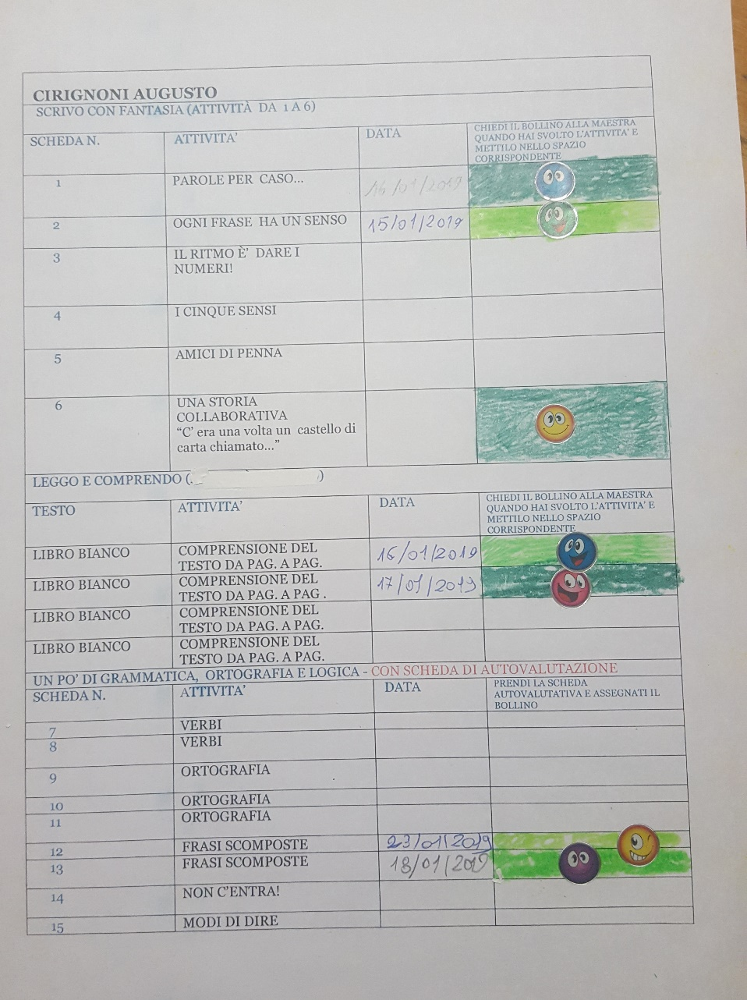 CIRIGNONI AUGUSTO
SCRIVO CON FANTASIA (ATTIVITÀ DA 1 A 6)
SCHEDA N. ATTIVITA' DATA CHIEDI IL BOLLINO ALLA MAESTRA
QUANDO HAI SVOLTO L'ATTIVITA' E
METTILO NELLO SPAZIO
CORRISPONDENTE
1 PAROLE PER CASO... 16/01/2019
2 OGNI FRASE HA UN SENSO 15/01/2019
3 IL RITMO È' DARE I
NUMERI!
4 I CINQUE SENSI
5 AMICI DI PENNA
6 UNA STORIA
COLLABORATIVA
“C' era una volta un castello di
carta chiamato...”
LEGGO E COMPRENDO ( )
TESTO ATTIVITA' DATA CHIEDI IL BOLLINO ALLA MAESTRA
QUANDO HAI SVOLTO L'ATTIVITA' E
METTILO NELLO SPAZIO
CORRISPONDENTE
LIBRO BIANCO COMPRENSIONE DEL
TESTO DA PAG. A PAG. 16/01/2019
LIBRO BIANCO COMPRENSIONE DEL
TESTO DA PAG. A PAG . 17/01/2019
LIBRO BIANCO COMPRENSIONE DEL
TESTO DA PAG. A PAG.
LIBRO BIANCO COMPRENSIONE DEL
TESTO DA PAG. A PAG.
UN PO' DI GRAMMATICA, ORTOGRAFIA E LOGICA - CON SCHEDA DI AUTOVALUTAZIONE
SCHEDA N. ATTIVITA' DATA PRENDI LA SCHEDA
AUTOVALUTATIVA E ASSEGNATI IL
BOLLINO
7 VERBI
8 VERBI
9 ORTOGRAFIA
10 ORTOGRAFIA
11 ORTOGRAFIA
12 FRASI SCOMPOSTE 23/01/2019
13 FRASI SCOMPOSTE 18/01/2019
14 NON C'ENTRA!
15 MODI DI DIRE